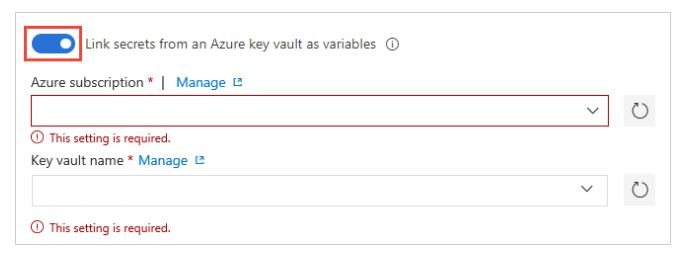 Link secrets from an Azure key vault as variables
Azure subscription * | Manage
This setting is required.
Key vault name * Manage
This setting is required.